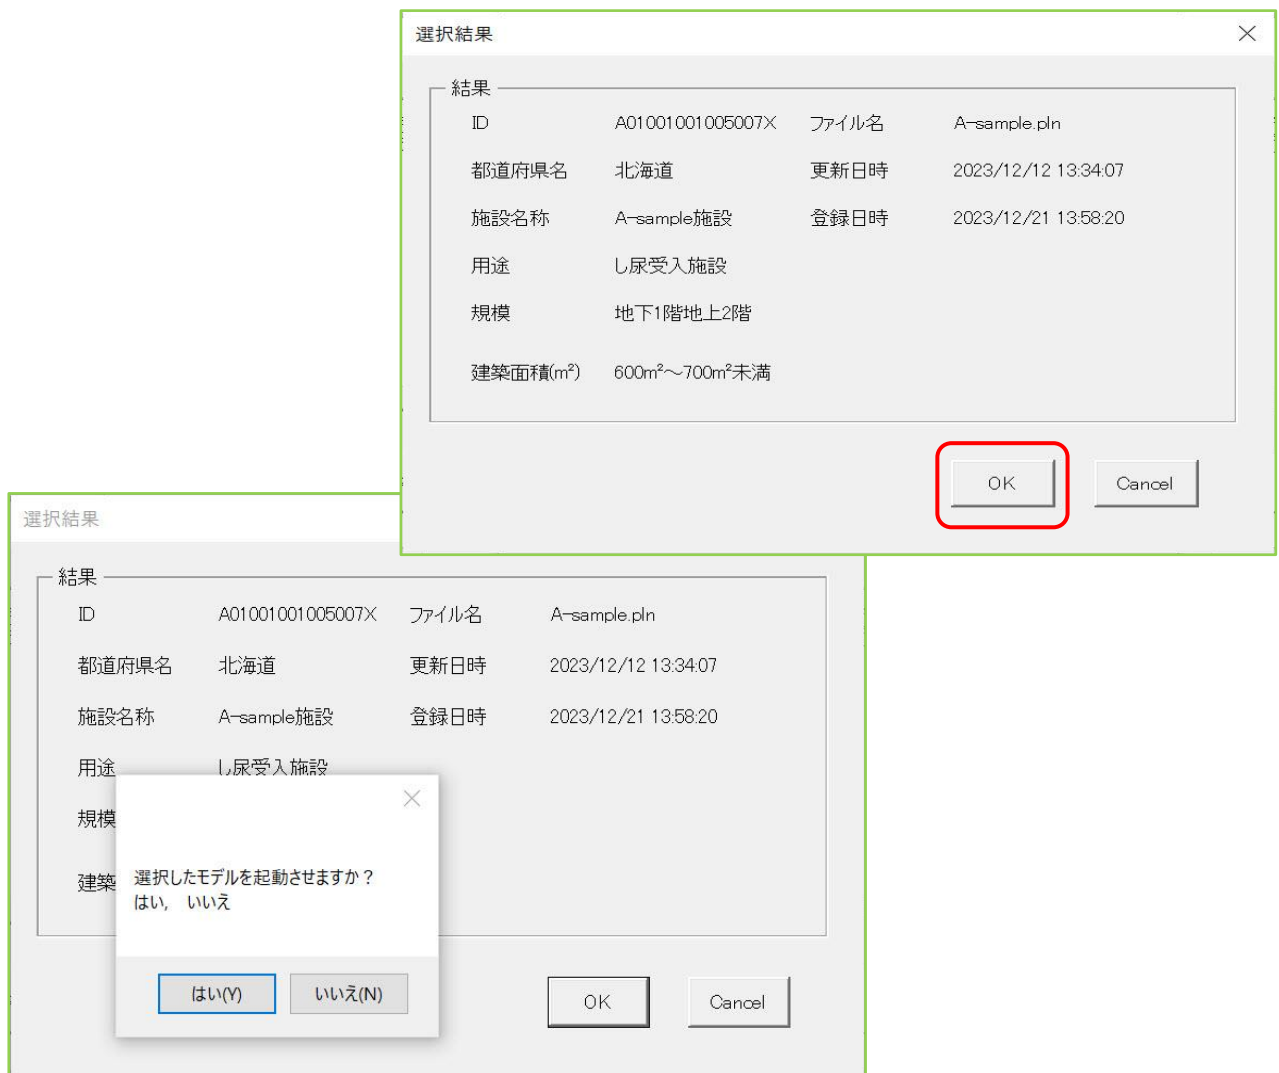 選択結果
結果
ID A01001001005007X ファイル名 A-sample.pln
都道府県名 北海道 更新日時 2023/12/12 13:34:07
施設名称 A-sample施設 登録日時 2023/12/21 13:58:20
用途 し尿受入施設
規模 地下1階地上2階
建築面積(m²) 600m²～700m²未満
OK Cancel
選択結果
結果
ID A01001001005007X ファイル名 A-sample.pln
都道府県名 北海道 更新日時 2023/12/12 13:34:07
施設名称 A-sample施設 登録日時 2023/12/21 13:58:20
用途 し尿受入施設
規模
建築
選択したモデルを起動させますか？
はい, いいえ
はい(Y) いいえ(N)
OK Cancel